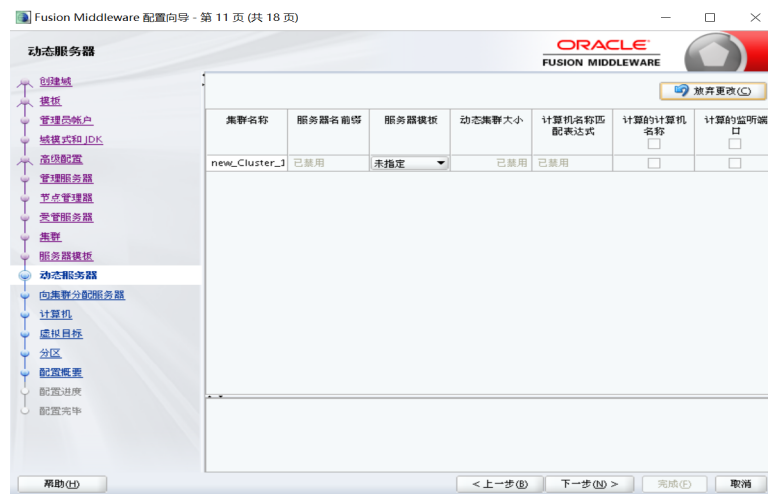 Fusion Middleware 配置向导 - 第 11 页 (共 18 页)
动态服务器
ORACLE
FUSION MIDDLEWARE
创建域
模板
管理员帐户
域模式和 JDK
高级配置
管理服务器
节点管理器
受管服务器
集群
服务器模板
动态服务器
向集群分配服务器
计算机
虚拟目标
分区
配置概要
配置进度
配置完毕
放弃更改(C)
集群名称 服务器名前缀 服务器模板 动态集群大小 计算机名称匹配表达式 计算的计算机名称 计算的监听端口
new_Cluster_1 已禁用 未指定 已禁用 已禁用
帮助(H) < 上一步(B) 下一步(N) > 完成(F) 取消